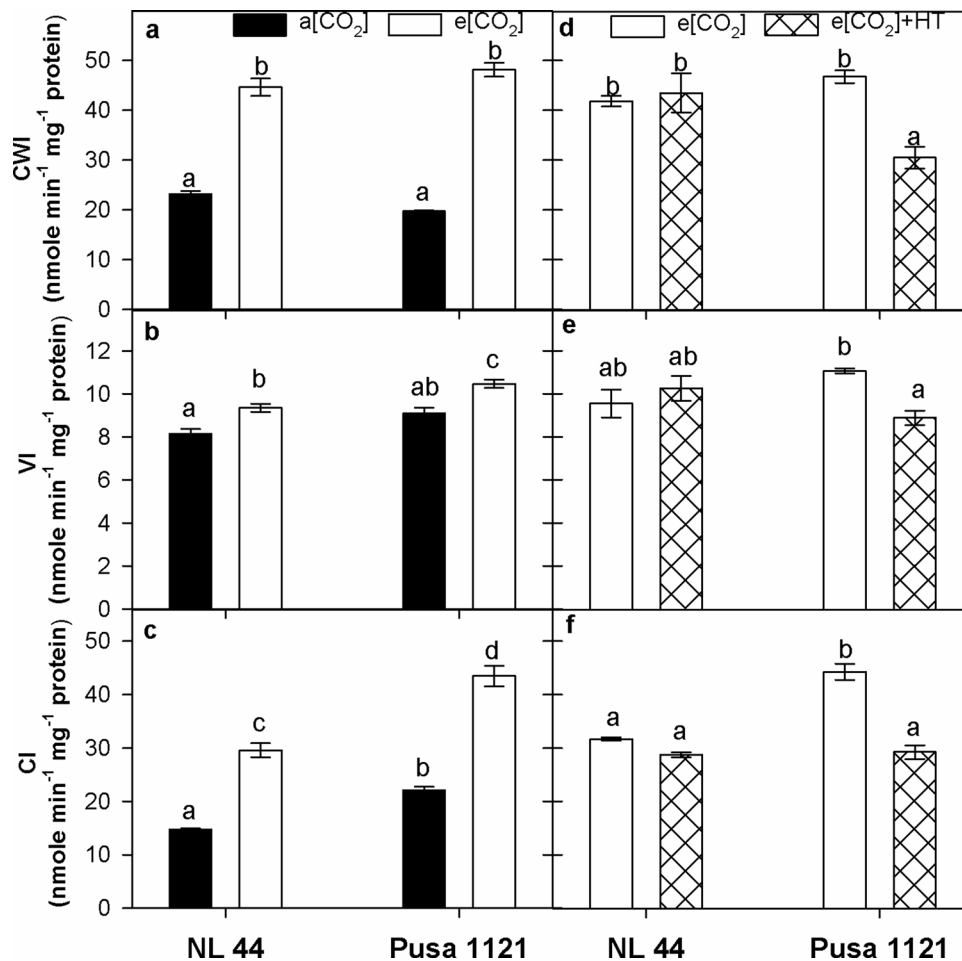 a
a[CO₂]
e[CO₂]
d
e[CO₂]
e[CO₂]+HT
CWI
(nmole min⁻¹ mg⁻¹ protein)
50
40
30
20
10
0
a
b
a
b
b
b
b
a
b
e
VI
(nmole min⁻¹ mg⁻¹ protein)
12
10
8
6
4
2
0
a
b
ab
c
ab
ab
b
a
c
f
CI
(nmole min⁻¹ mg⁻¹ protein)
50
40
30
20
10
0
a
c
b
d
a
a
b
a
NL 44
Pusa 1121
NL 44
Pusa 1121